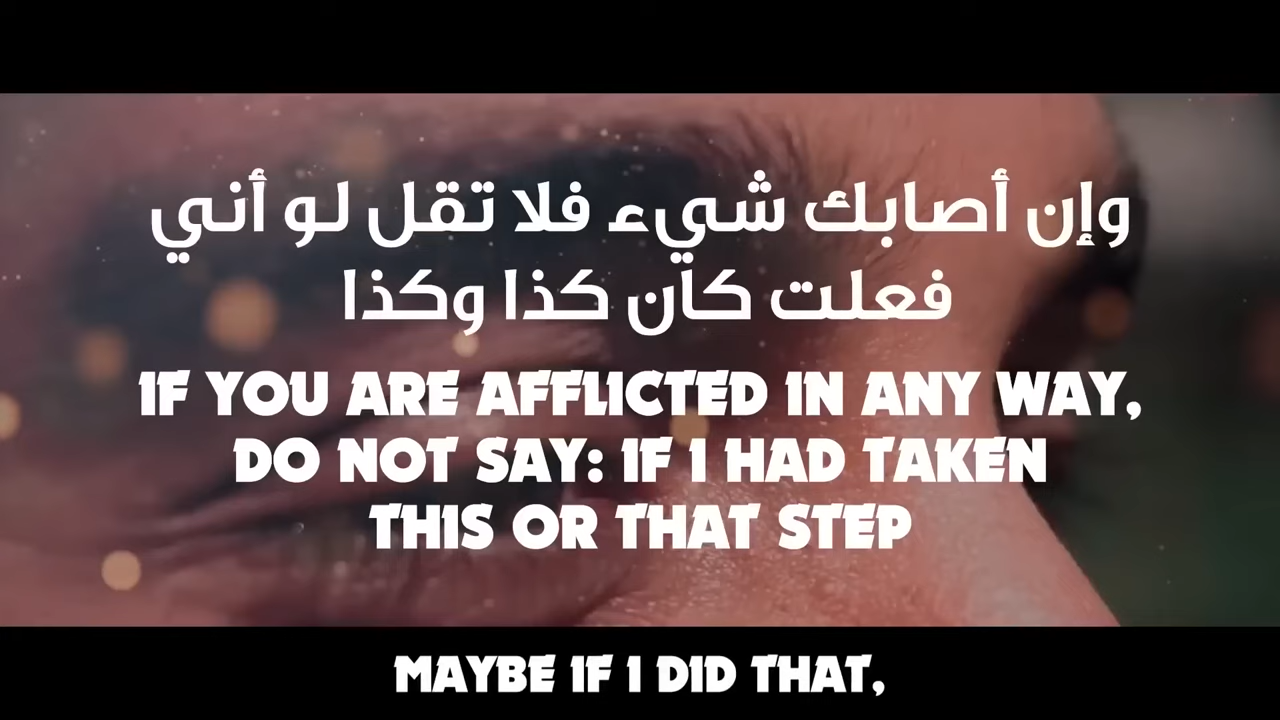 وإن أصابك شيء فلا تقل لو أني
فعلت كان كذا وكذا
IF YOU ARE AFFLICTED IN ANY WAY,
DO NOT SAY: IF I HAD TAKEN
THIS OR THAT STEP
MAYBE IF I DID THAT,